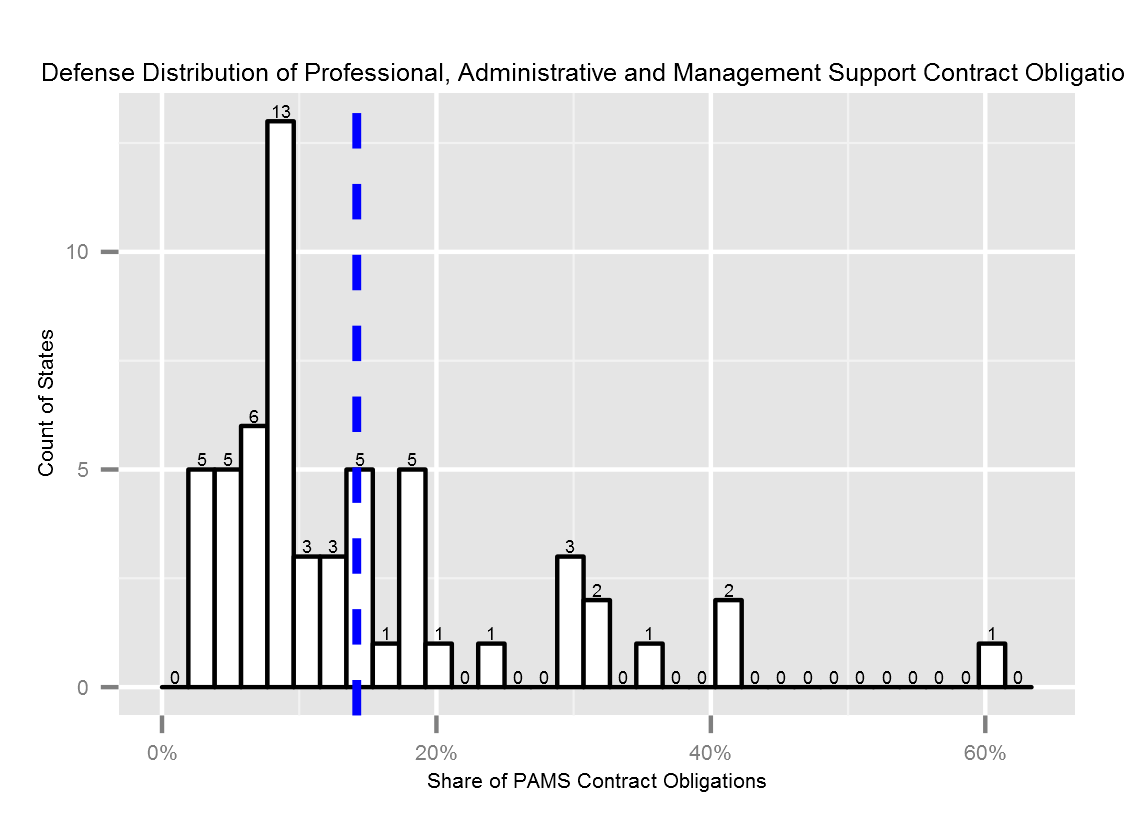 Defense Distribution of Professional, Administrative and Management Support Contract Obligatio
13
10
6
5 5 5 5
5
3 3 3
2 2
1 1 1 1 1
0 0 0 0 0 0 0 0 0 0 0 0 0 0 0 0
0
0% 20% 40% 60%
Count of States
Share of PAMS Contract Obligations